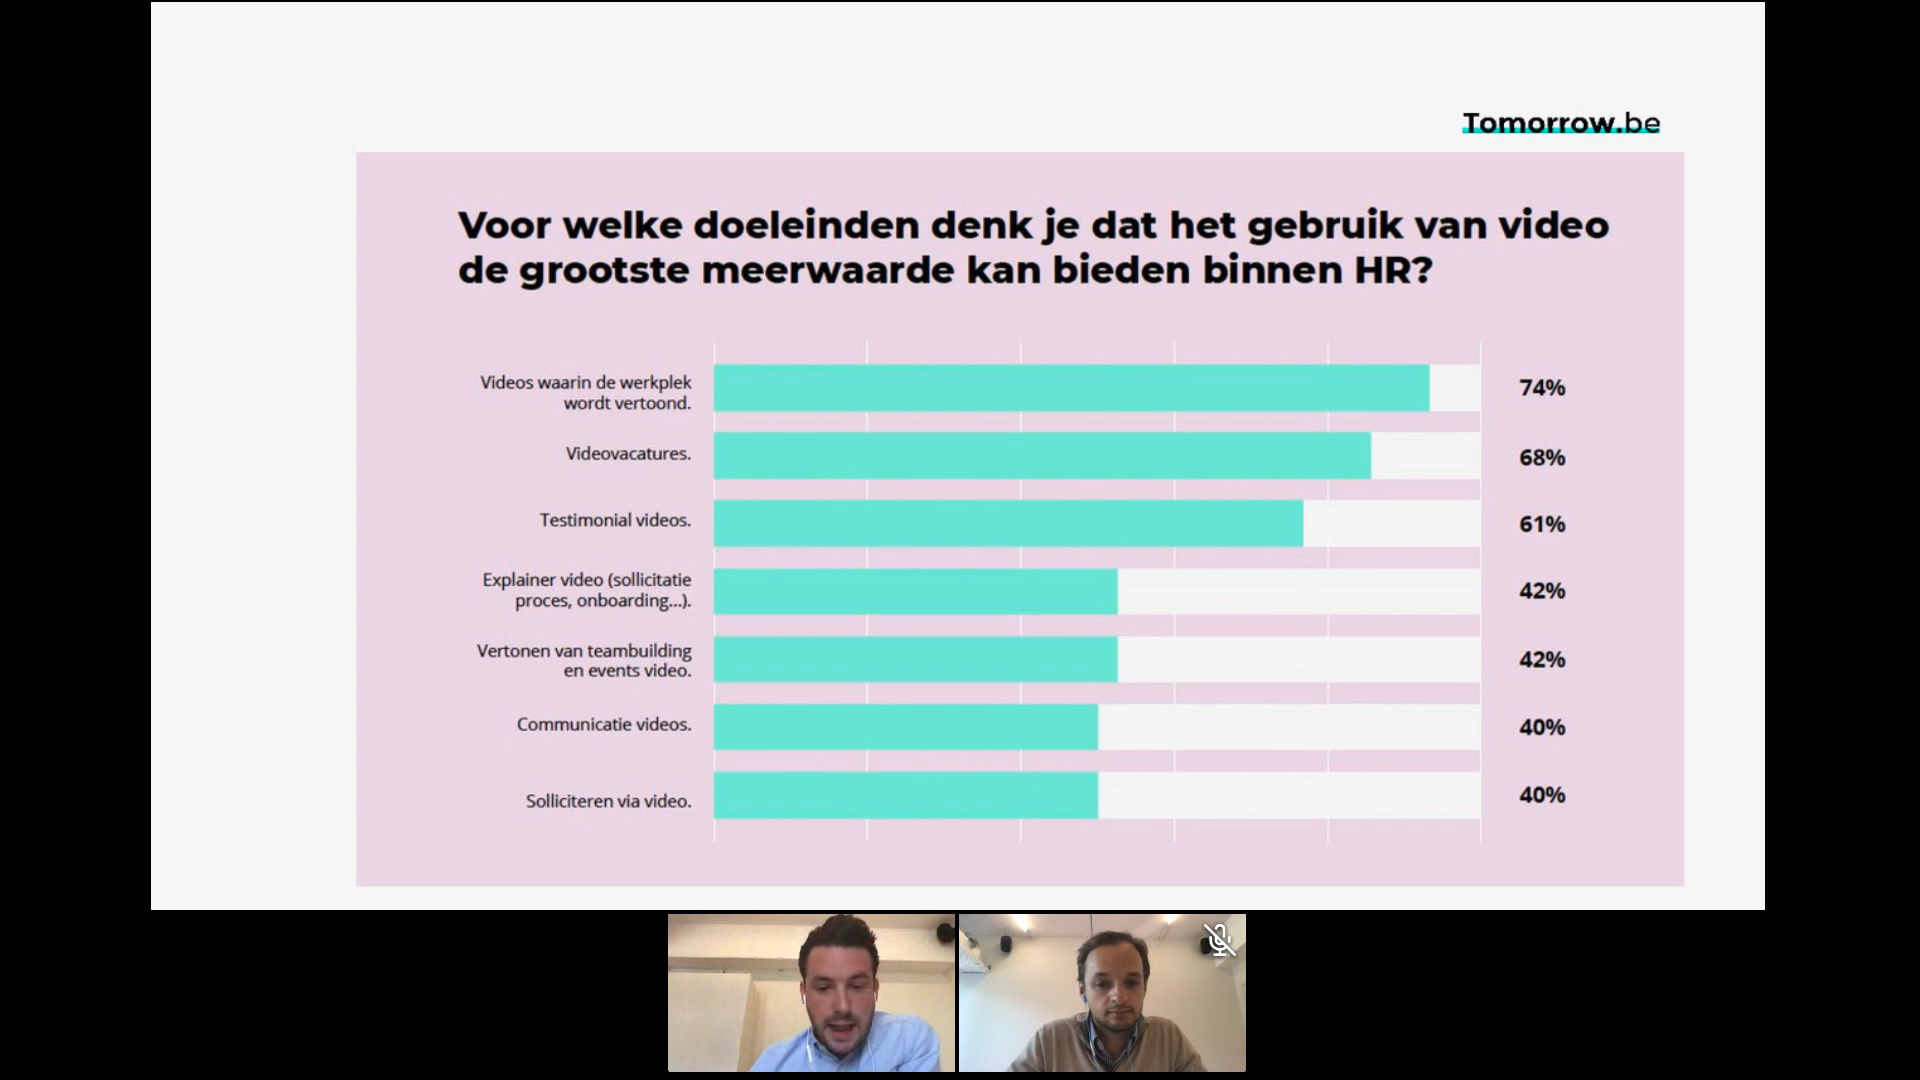 Tomorrow.be
Voor welke doeleinden denk je dat het gebruik van video
de grootste meerwaarde kan bieden binnen HR?
Videos waarin de werkplek
wordt vertoond.
74%
Videovacatures.
68%
Testimonial videos.
61%
Explainer video (sollicitatie
proces, onboarding...).
42%
Vertonen van teambuilding
en events video.
42%
Communicatie videos.
40%
Solliciteren via video.
40%